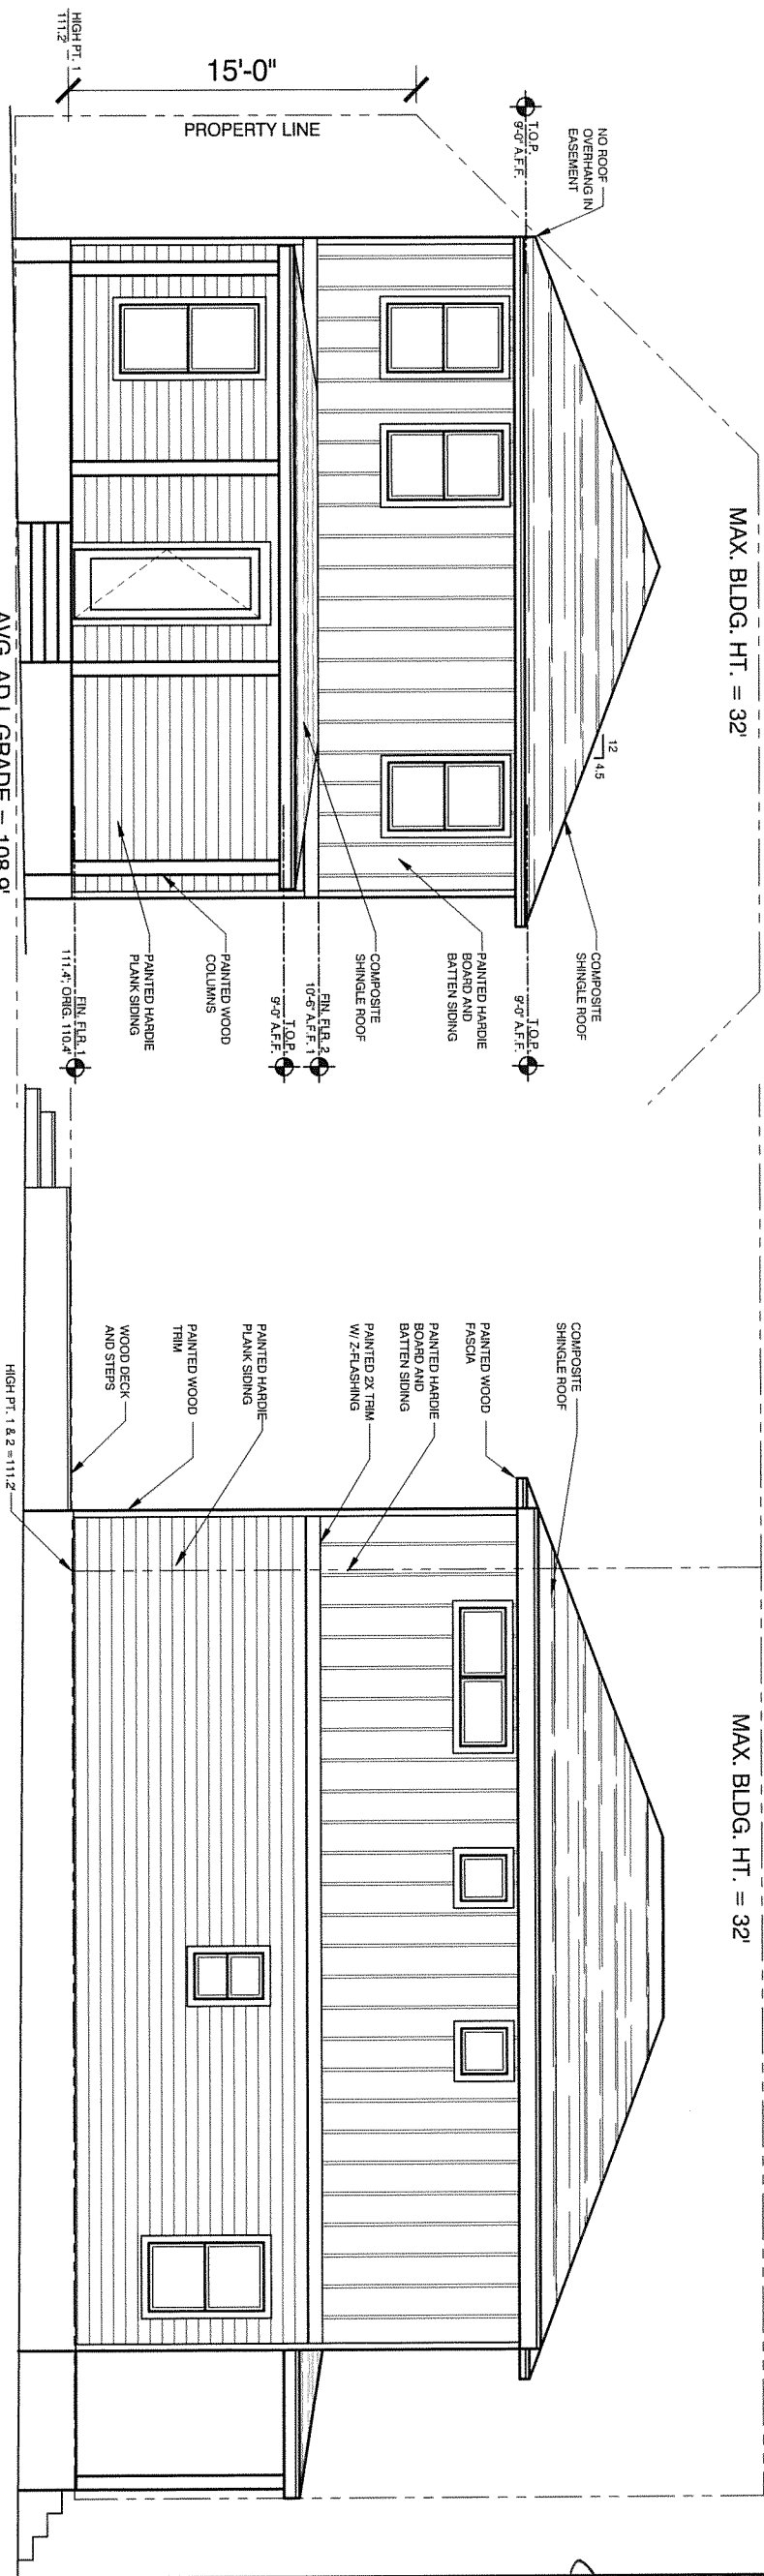 HIGH PT. 1
111.2'
15'-0"
PROPERTY LINE
T.O.P.
9'-0" A.F.F.
NO ROOF
OVERHANG IN
EASEMENT
MAX. BLDG. HT. = 32'
12
4.5
COMPOSITE
SHINGLE ROOF
T.O.P.
9'-0" A.F.F.
PAINTED HARDIE
BOARD AND
BATTEN SIDING
COMPOSITE
SHINGLE ROOF
FIN. FLR. 2
10'-6" A.F.F. 1
T.O.P.
9'-0" A.F.F.
PAINTED WOOD
COLUMNS
PAINTED HARDIE
PLANK SIDING
FIN. FLR. 1
111.4'; ORIG. 110.4'
AVG. ADJ. GRADE = 108.9'
MAX. BLDG. HT. = 32'
COMPOSITE
SHINGLE ROOF
PAINTED WOOD
FASCIA
PAINTED HARDIE
BOARD AND
BATTEN SIDING
PAINTED 2X TRIM
W/ Z-FLASHING
PAINTED HARDIE
PLANK SIDING
PAINTED WOOD
TRIM
WOOD DECK
AND STEPS
HIGH PT. 1 & 2 = 111.2'